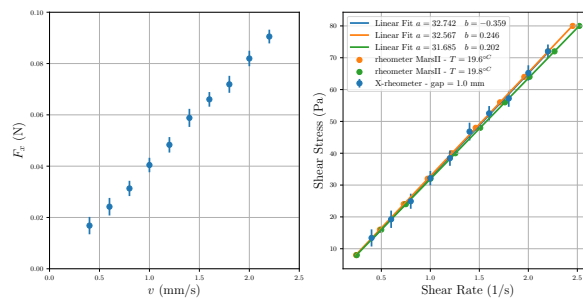 0.10
0.08
0.06
0.04
0.02
0.00
F_x (N)
0.0 0.5 1.0 1.5 2.0 2.5
v (mm/s)
Linear Fit a = 32.742 b = −0.359
Linear Fit a = 32.567 b = 0.246
Linear Fit a = 31.685 b = 0.202
rheometer MarsII - T = 19.6°C
rheometer MarsII - T = 19.8°C
X-rheometer - gap = 1.0 mm
80
70
60
50
40
30
20
10
Shear Stress (Pa)
0.5 1.0 1.5 2.0 2.5
Shear Rate (1/s)